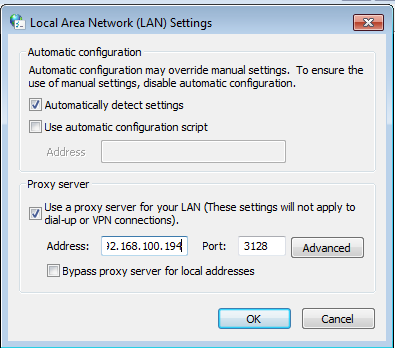 Local Area Network (LAN) Settings
Automatic configuration
Automatic configuration may override manual settings. To ensure the
use of manual settings, disable automatic configuration.
Automatically detect settings
Use automatic configuration script
Address
Proxy server
Use a proxy server for your LAN (These settings will not apply to
dial-up or VPN connections).
Address: 92.168.100.194 Port: 3128 Advanced
Bypass proxy server for local addresses
OK Cancel